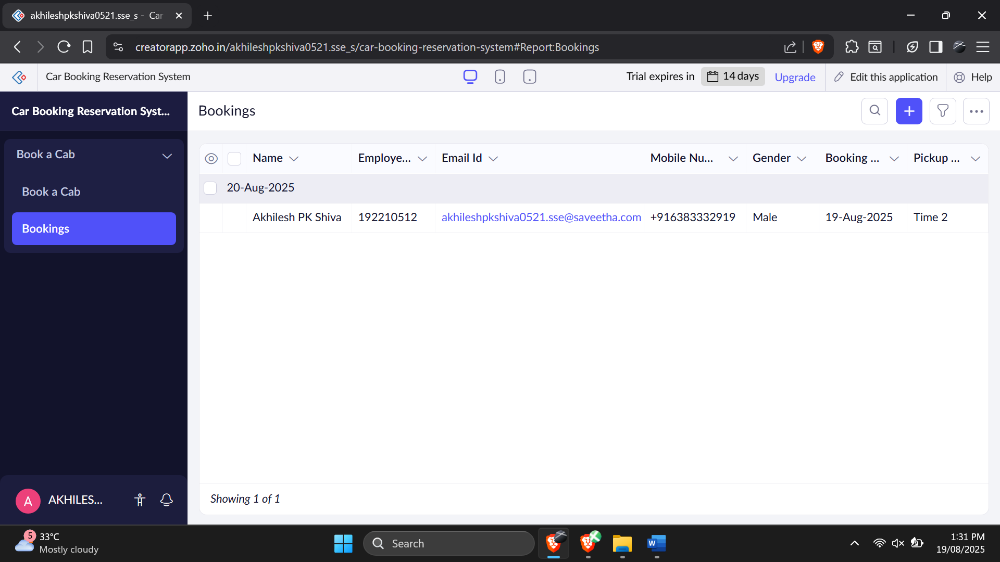 akhileshpkshiva0521.sse_s - Car
creatorapp.zoho.in/akhileshpkshiva0521.sse_s/car-booking-reservation-system#Report:Bookings
Car Booking Reservation System
Trial expires in
14 days
Upgrade
Edit this application
Help
Car Booking Reservation Syst...
Bookings
Book a Cab
Book a Cab
Bookings
Name
Employe...
Email Id
Mobile Nu...
Gender
Booking ...
Pickup ...
20-Aug-2025
Akhilesh PK Shiva
192210512
akhileshpkshiva0521.sse@saveetha.com
+916383332919
Male
19-Aug-2025
Time 2
Showing 1 of 1
A
AKHILES...
5
33°C
Mostly cloudy
Search
W
1:31 PM
19/08/2025